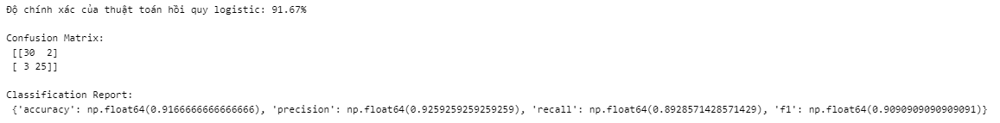 Độ chính xác của thuật toán hồi quy logistic: 91.67%
Confusion Matrix:
[[30  2]
[ 3 25]]
Classification Report:
{'accuracy': np.float64(0.9166666666666666), 'precision': np.float64(0.9259259259259259), 'recall': np.float64(0.8928571428571429), 'f1': np.float64(0.9090909090909091)}